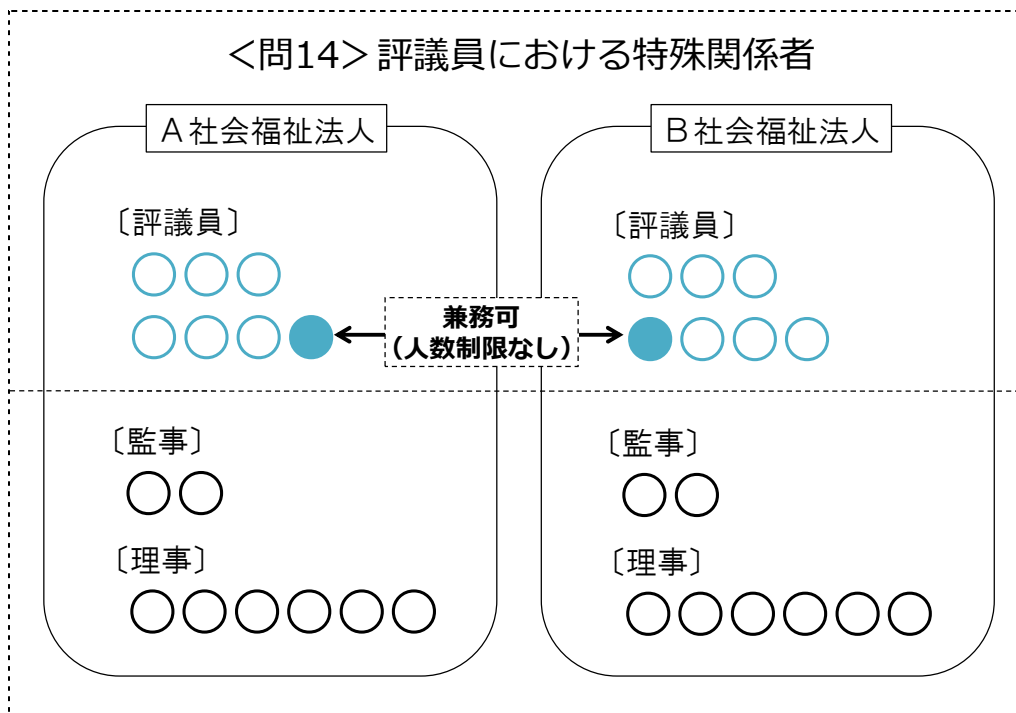 ＜問14＞評議員における特殊関係者
Ａ社会福祉法人
Ｂ社会福祉法人
〔評議員〕
〔評議員〕
兼務可
（人数制限なし）
〔監事〕
〔監事〕
〔理事〕
〔理事〕